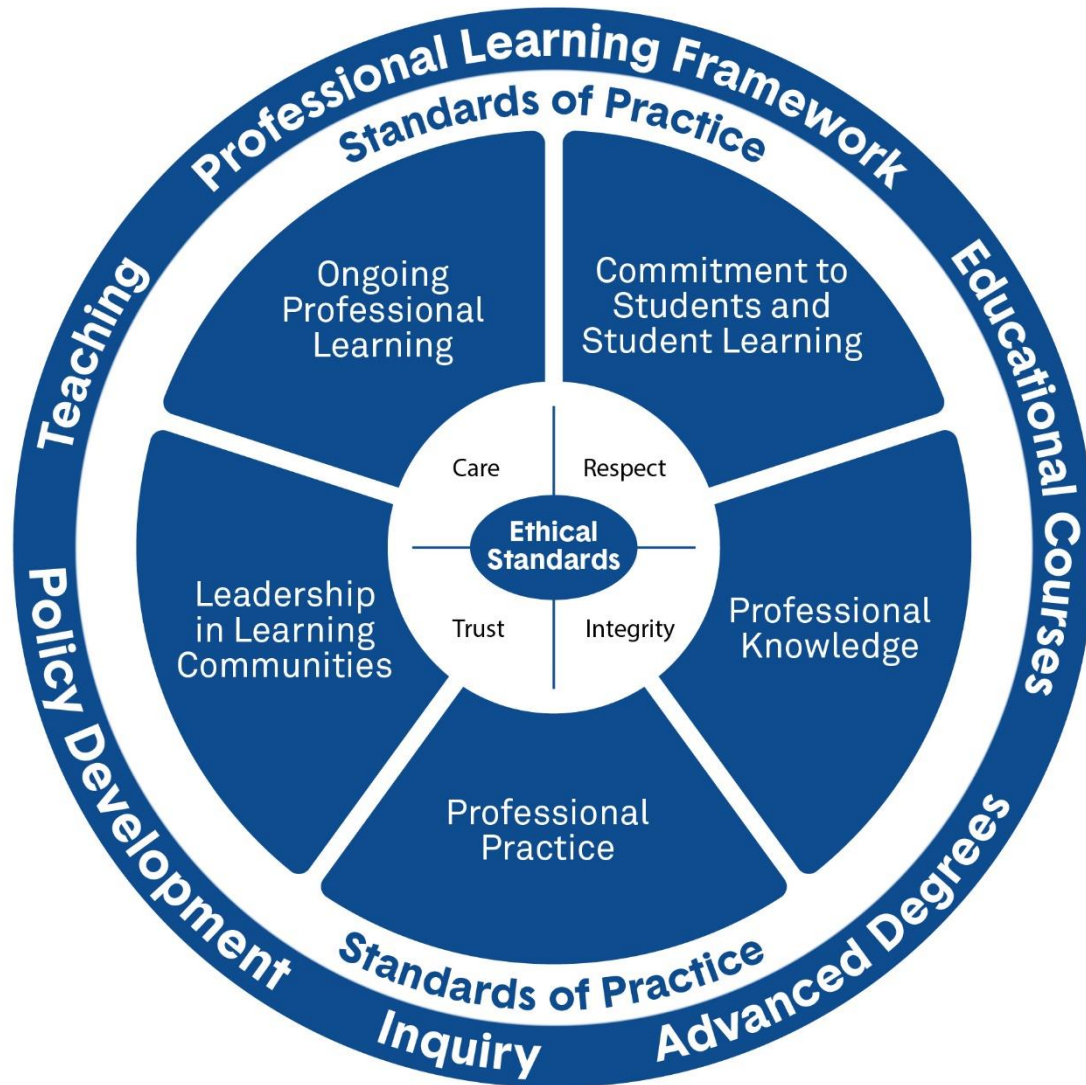 Professional Learning Framework
Standards of Practice
Ongoing
Professional
Learning
Commitment to
Students and
Student Learning
Teaching
Educational Courses
Care
Respect
Ethical
Standards
Trust
Integrity
Leadership
in Learning
Communities
Professional
Knowledge
Professional
Practice
Standards of Practice
Policy Development
Inquiry
Advanced Degrees